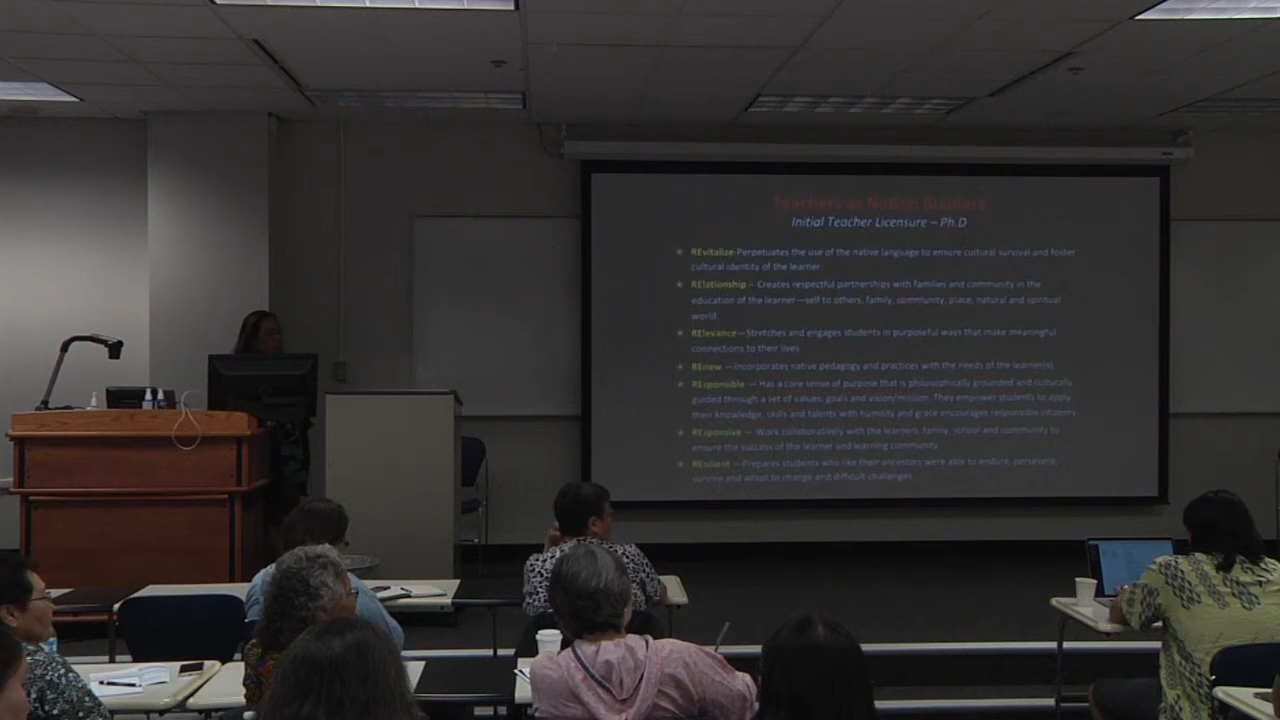 Teachers as Nation Builders
Initial Teacher Licensure – Ph.D
REvitalize-Perpetuates the use of the native language to ensure cultural survival and foster
cultural identity of the learner.
RElationship – Creates respectful partnerships with families and community in the
education of the learner—self to others, family, community, place, natural and spiritual
world.
RElevance—Stretches and engages students in purposeful ways that make meaningful
connections to their lives
REnew —Incorporates native pedagogy and practices with the needs of the learner(s)
REsponsible – Has a core sense of purpose that is philosophically grounded and culturally
guided through a set of values, goals and vision/mission. They empower students to apply
their knowledge, skills and talents with humility and grace encourages responsible citizens
REsponsive – Work collaboratively with the learners, family, school and community to
ensure the success of the learner and learning community.
REsilient —Prepares students who like their ancestors were able to endure, persevere,
survive and adapt to change and difficult challenges.